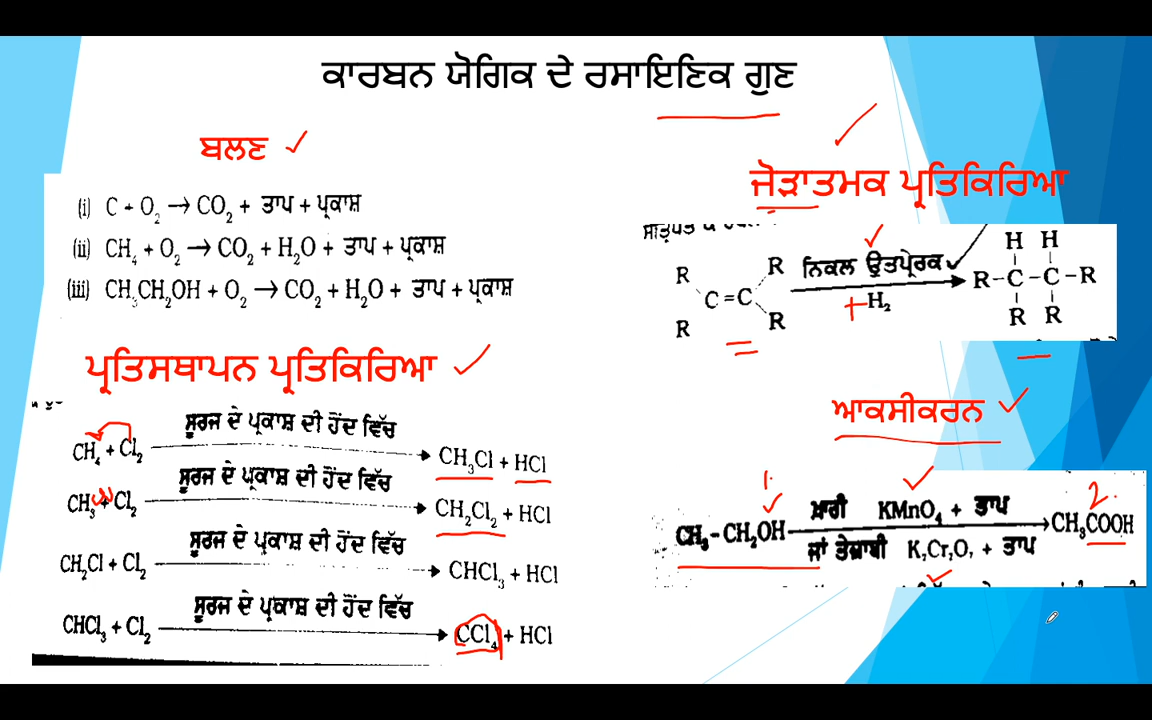 ਕਾਰਬਨ ਯੋਗਿਕ ਦੇ ਰਸਾਇਣਿਕ ਗੁਣ
ਬਲਣ
(i) C + O₂ → CO₂ + ਤਾਪ + ਪ੍ਰਕਾਸ਼
(ii) CH₄ + O₂ → CO₂ + H₂O + ਤਾਪ + ਪ੍ਰਕਾਸ਼
(iii) CH₃CH₂OH + O₂ → CO₂ + H₂O + ਤਾਪ + ਪ੍ਰਕਾਸ਼
ਪ੍ਰਤਿਸਥਾਪਨ ਪ੍ਰਤਿਕਿਰਿਆ
ਸੂਰਜ ਦੇ ਪ੍ਰਕਾਸ਼ ਦੀ ਹੋਂਦ ਵਿੱਚ
CH₄ + Cl₂ → CH₃Cl + HCl
ਸੂਰਜ ਦੇ ਪ੍ਰਕਾਸ਼ ਦੀ ਹੋਂਦ ਵਿੱਚ
CH₃ + Cl₂ → CH₂Cl₂ + HCl
ਸੂਰਜ ਦੇ ਪ੍ਰਕਾਸ਼ ਦੀ ਹੋਂਦ ਵਿੱਚ
CH₂Cl + Cl₂ → CHCl₃ + HCl
ਸੂਰਜ ਦੇ ਪ੍ਰਕਾਸ਼ ਦੀ ਹੋਂਦ ਵਿੱਚ
CHCl₃ + Cl₂ → CCl₄ + HCl
ਜੋੜਾਤਮਕ ਪ੍ਰਤਿਕਿਰਿਆ
H H
R R ਨਿਕਲ ਉਤਪ੍ਰੇਰਕ
C = C → R – C – C – R
+ H₂
R R R R
ਆਕਸੀਕਰਨ
1. 2.
ਖ਼ਾਰੀ KMnO₄ + ਤਾਪ
CH₃ – CH₂OH → CH₃COOH
ਜਾਂ ਤੇਜ਼ਾਬੀ K₂Cr₂O₇ + ਤਾਪ